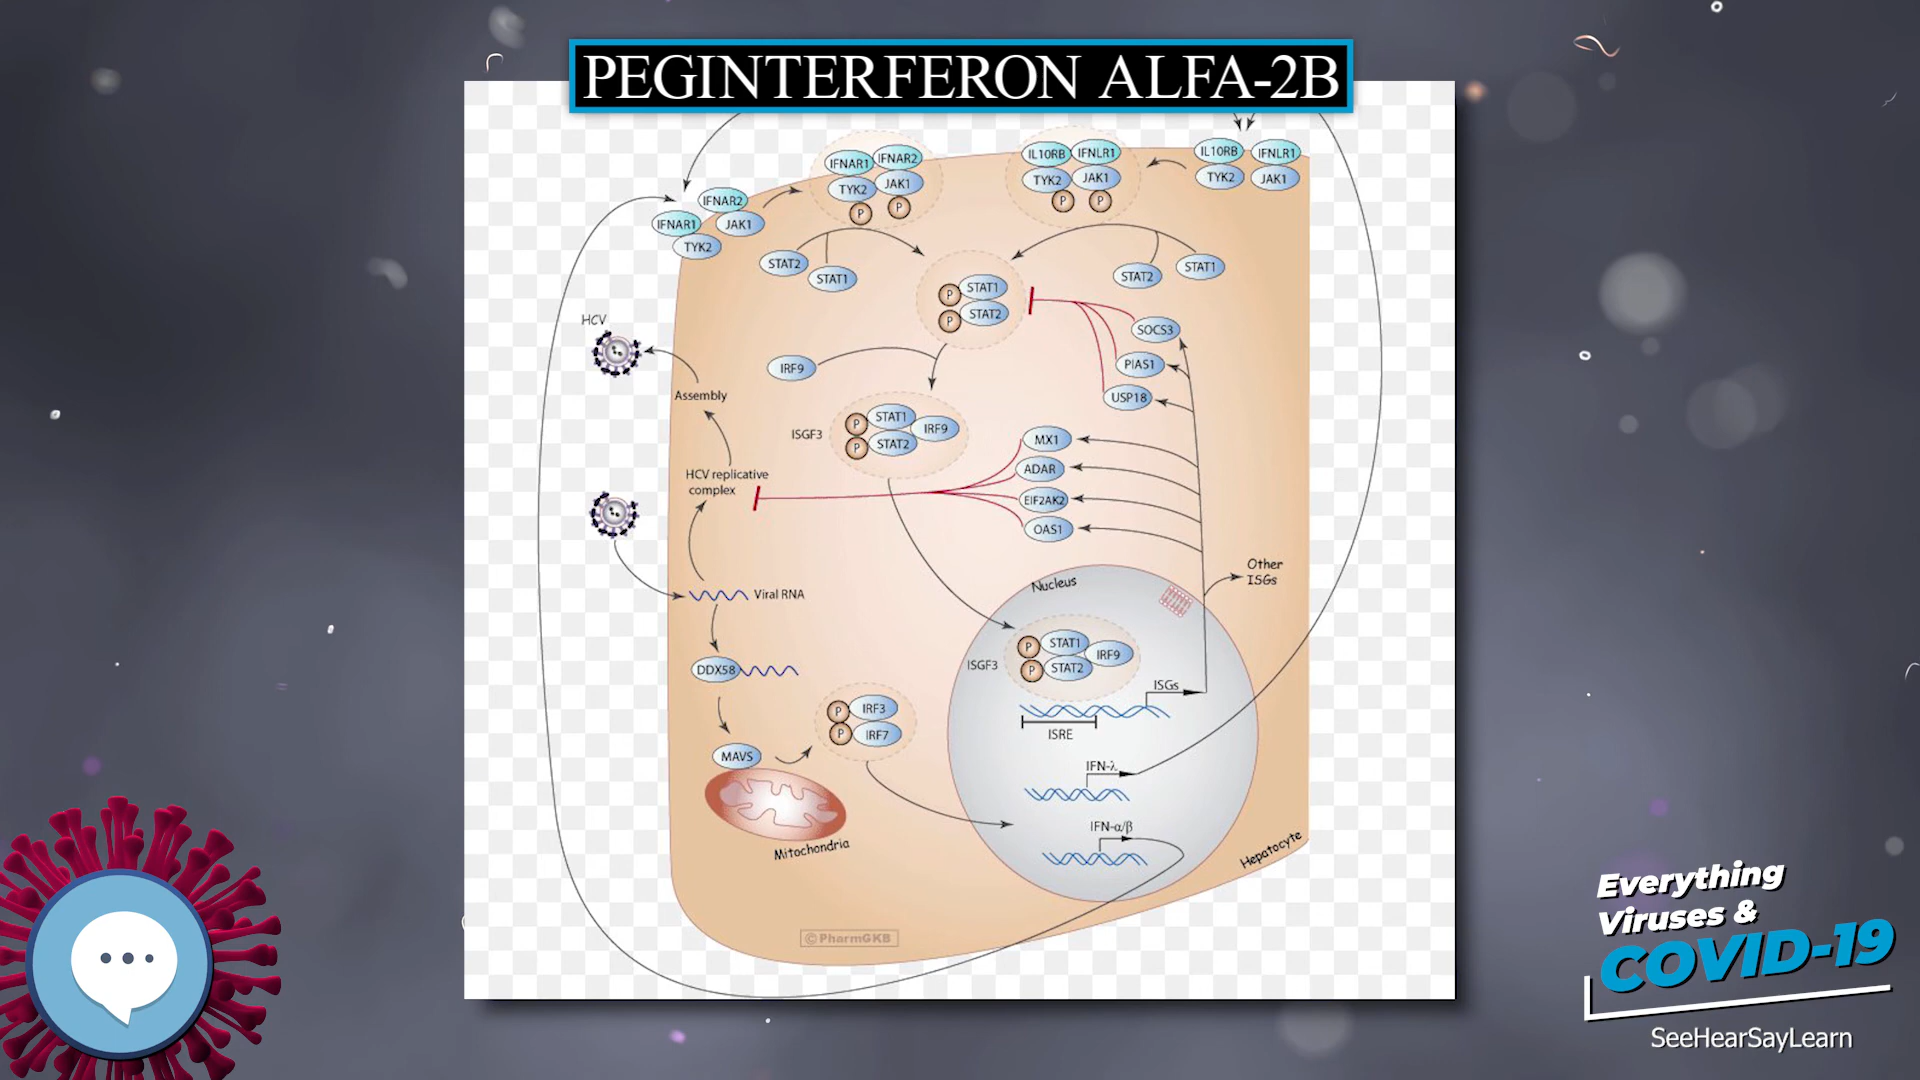 PEGINTERFERON ALFA-2B
IFNAR1 IFNAR2
TYK2 JAK1
P P
IL10RB IFNLR1
TYK2 JAK1
P P
IL10RB IFNLR1
TYK2 JAK1
IFNAR2
IFNAR1 JAK1
TYK2
STAT2
STAT1
STAT2 STAT1
P STAT1
P STAT2
HCV
SOCS3
PIAS1
USP18
IRF9
Assembly
ISGF3
P STAT1 IRF9
P STAT2
MX1
ADAR
EIF2AK2
OAS1
HCV replicative
complex
Viral RNA
Nucleus
Other
ISGs
DDX58
ISGF3
P STAT1 IRF9
P STAT2
ISGs
ISRE
P IRF3
P IRF7
MAVS
IFN-λ
IFN-α/β
Mitochondria
Hepatocyte
©PharmGKB
Everything
Viruses &
COVID-19
SeeHearSayLearn